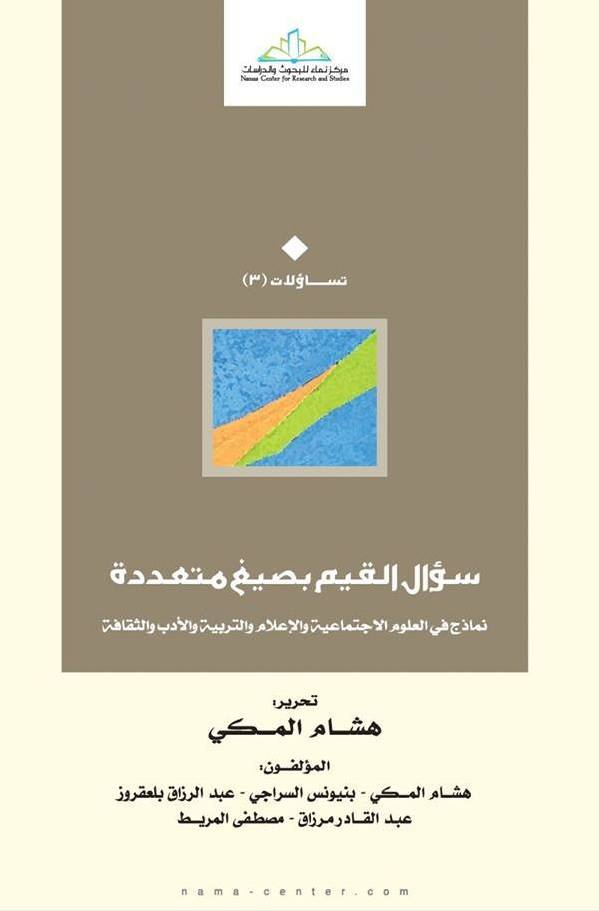 مركز نماء للبحوث والدراسات
Nama Center for Research and Studies
تساؤلات (٣)
سؤال القيم بصيغ متعددة
نماذج في العلوم الاجتماعية والإعلام والتربية والأدب والثقافة
تحرير:
هشام المكي
المؤلفون:
هشام المكي - بنيونس السراجي - عبد الرزاق بلعقروز
عبد القادر مرزاق - مصطفى المريط
nama-center.com